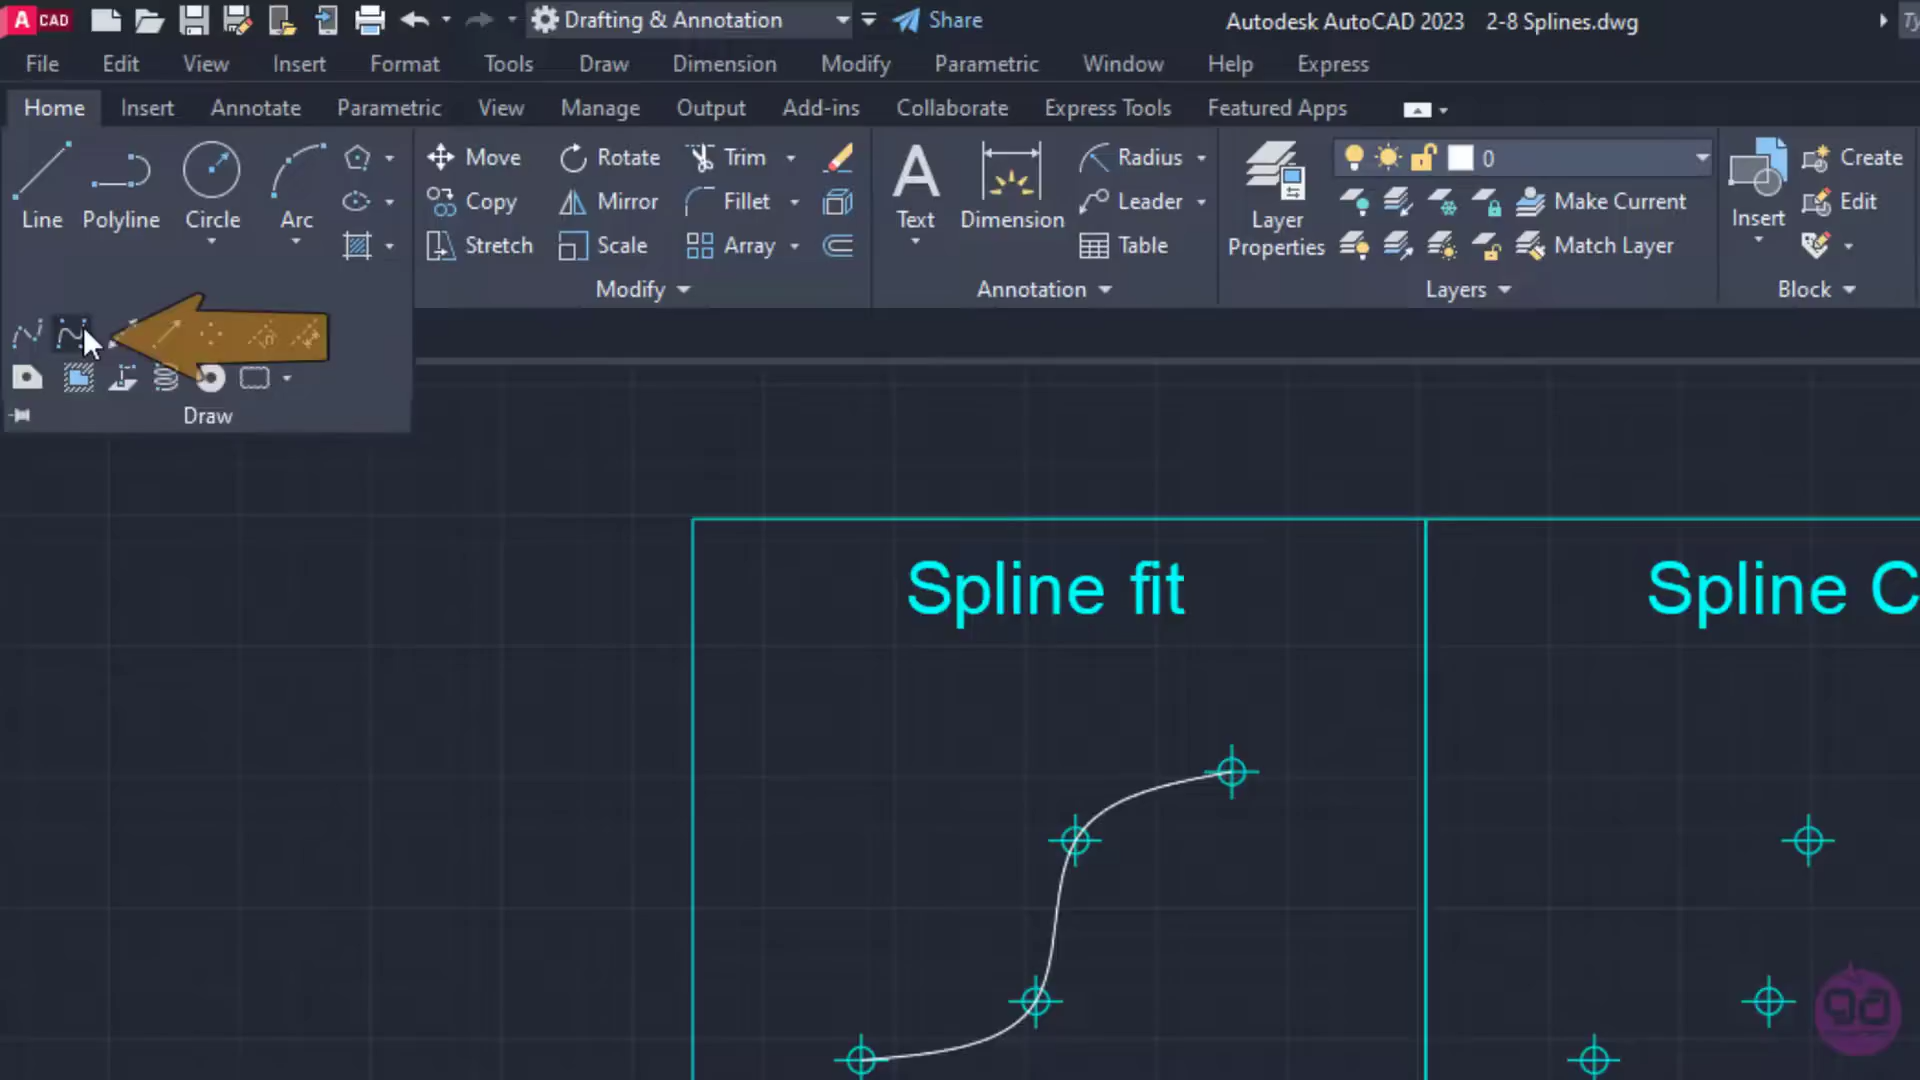 A CAD Drafting & Annotation Share Autodesk AutoCAD 2023 2-8 Splines.dwg Ty
File Edit View Insert Format Tools Draw Dimension Modify Parametric Window Help Express
Home Insert Annotate Parametric View Manage Output Add-ins Collaborate Express Tools Featured Apps
Move Rotate Trim Radius 0 Create
Copy Mirror Fillet Leader Make Current Edit
Line Polyline Circle Arc Text Dimension Layer Properties Insert
Stretch Scale Array Table Match Layer
Modify Annotation Layers Block
Draw
Spline fit Spline C
ga